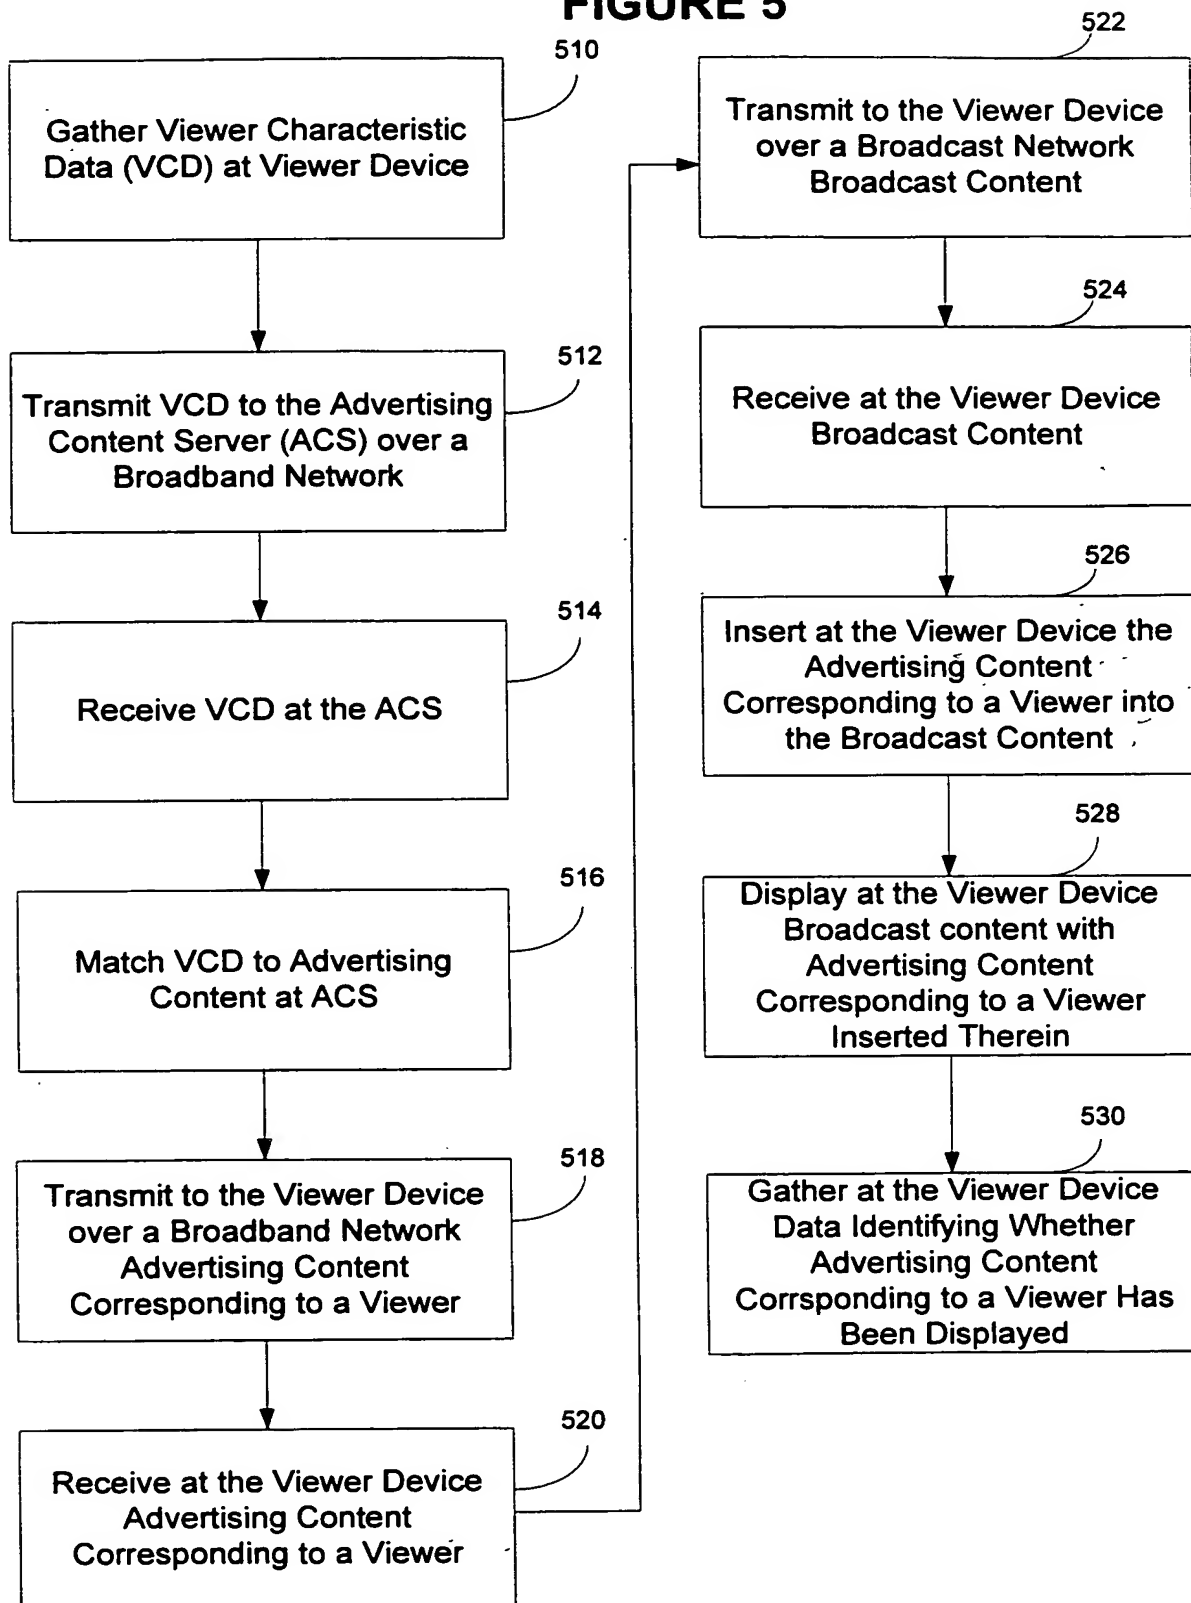 FIGURE 5
510
Gather Viewer Characteristic
Data (VCD) at Viewer Device
512
Transmit VCD to the Advertising
Content Server (ACS) over a
Broadband Network
514
Receive VCD at the ACS
516
Match VCD to Advertising
Content at ACS
518
Transmit to the Viewer Device
over a Broadband Network
Advertising Content
Corresponding to a Viewer
520
Receive at the Viewer Device
Advertising Content
Corresponding to a Viewer
522
Transmit to the Viewer Device
over a Broadcast Network
Broadcast Content
524
Receive at the Viewer Device
Broadcast Content
526
Insert at the Viewer Device the
Advertising Content
Corresponding to a Viewer into
the Broadcast Content
528
Display at the Viewer Device
Broadcast content with
Advertising Content
Corresponding to a Viewer
Inserted Therein
530
Gather at the Viewer Device
Data Identifying Whether
Advertising Content
Corrsponding to a Viewer Has
Been Displayed